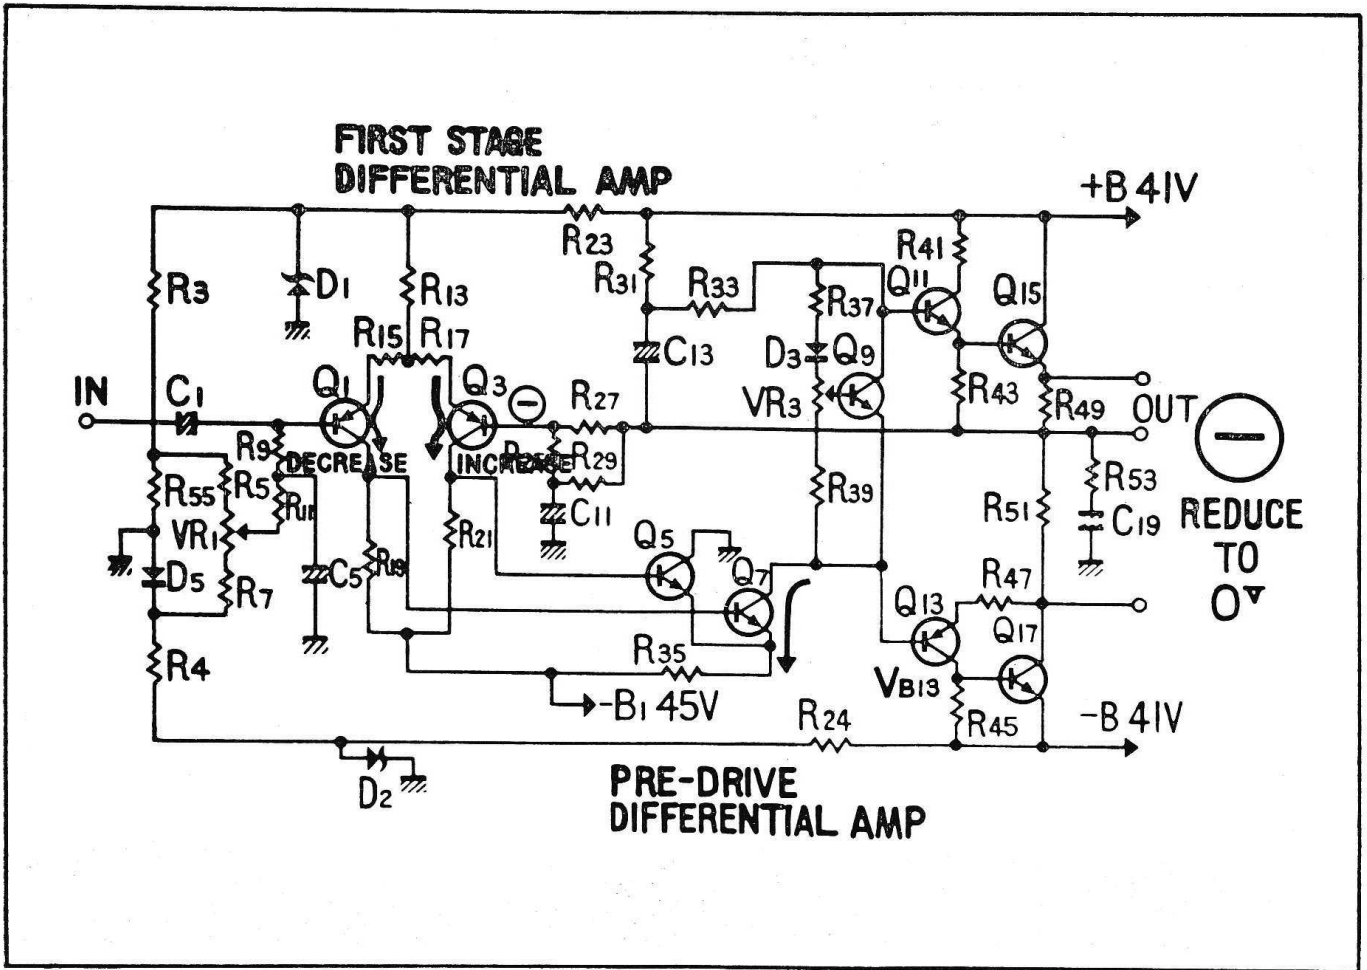 FIRST STAGE
DIFFERENTIAL AMP
+B 41V
R23
R41
R31
Q11
Q15
R3
D1
R13
R33
R37
R15
R17
C13
D3
Q9
Q1
Q3
IN
C1
R27
VR3
R43
R49
OUT
R9
DECREASE
INCREASE
R29
R53
R55
R5
R11
C11
R39
R51
C19
REDUCE
TO
0V
VR1
R21
Q5
D5
R7
C5
R19
Q7
R47
Q13
Q17
R4
R35
VB13
-B1 45V
R24
R45
-B 41V
D2
PRE-DRIVE
DIFFERENTIAL AMP